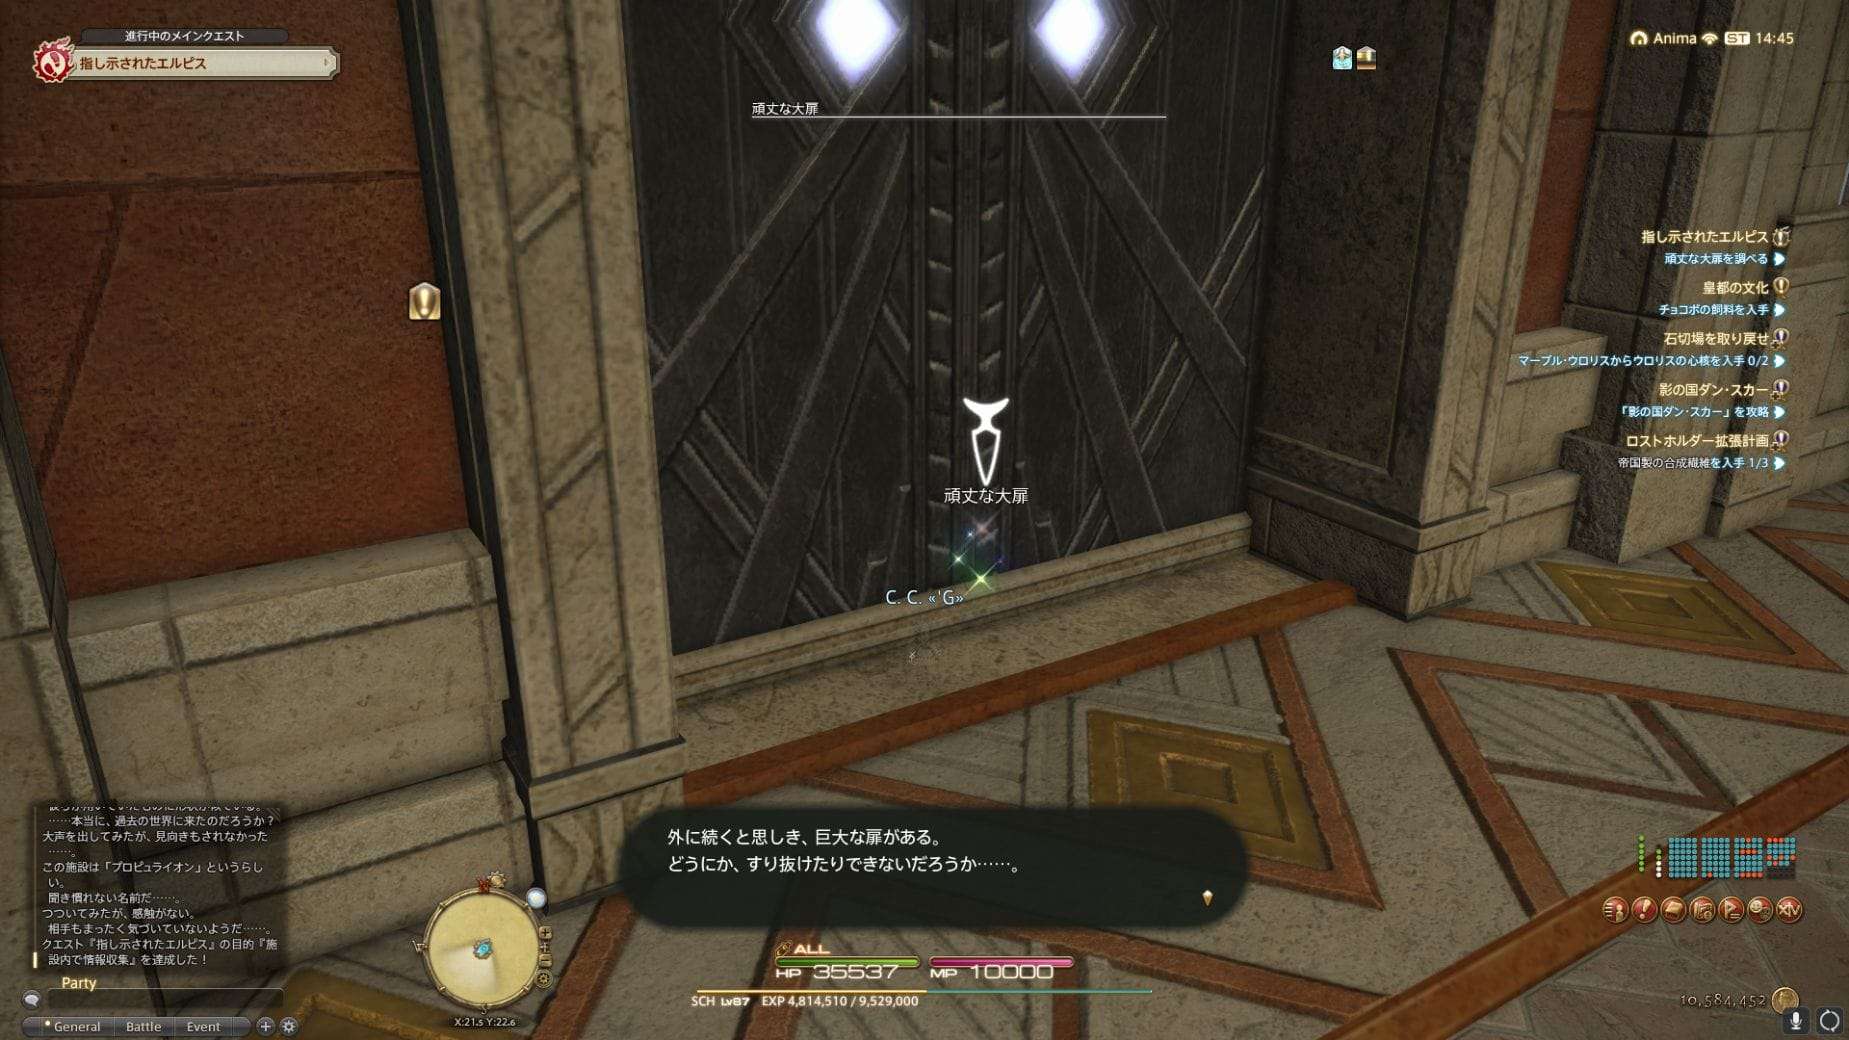 進行中のメインクエスト
指し示されたエルピス
頑丈な大扉
Anima ST 14:45
指し示されたエルピス
頑丈な大扉を調べる
皇都の文化
チョコボの飼料を入手
石切場を取り戻せ
マーブル・ウロリスからウロリスの心核を入手 0/2
影の国ダン・スカー
「影の国ダン・スカー」を攻略
ロストホルダー拡張計画
帝国製の合成繊維を入手 1/3
頑丈な大扉
C. C. «'G»
外に続くと思しき、巨大な扉がある。
どうにか、すり抜けたりできないだろうか……。
……本当に、過去の世界に来たのだろうか？
大声を出してみたが、見向きもされなかった
……。
この施設は「プロピュライオン」というらし
い。
聞き慣れない名前だ……。
つついてみたが、感触がない。
相手もまったく気づいていないようだ……。
クエスト『指し示されたエルピス』の目的『施
設内で情報収集』を達成した！
Party
General Battle Event
X:21.5 Y:22.6
ALL
HP 35537 MP 10000
SCH Lv87 EXP 4,814,510 / 9,529,000
10,584,452
XIV